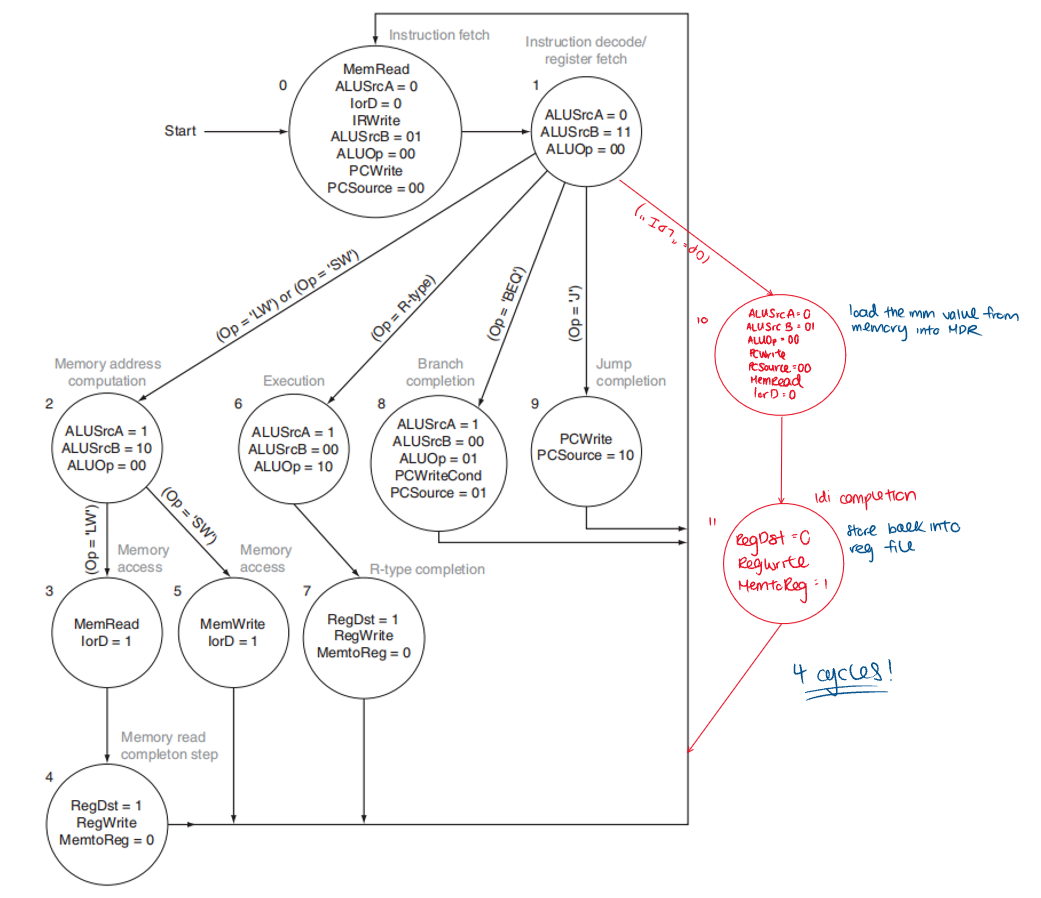 Instruction fetch
0
MemRead
ALUSrcA = 0
IorD = 0
IRWrite
ALUSrcB = 01
ALUOp = 00
PCWrite
PCSource = 00
Start
Instruction decode/
register fetch
1
ALUSrcA = 0
ALUSrcB = 11
ALUOp = 00
(Op = 'LW') or (Op = 'SW')
(Op = R-type)
(Op = 'BEQ')
(Op = 'J')
(OP = "LDI")
Memory address
computation
2
ALUSrcA = 1
ALUSrcB = 10
ALUOp = 00
Execution
6
ALUSrcA = 1
ALUSrcB = 00
ALUOp = 10
Branch
completion
8
ALUSrcA = 1
ALUSrcB = 00
ALUOp = 01
PCWriteCond
PCSource = 01
Jump
completion
9
PCWrite
PCSource = 10
10
ALUSrcA = 0
ALUSrc B = 01
ALUOp = 00
PCWrite
PCSource = 00
MemRead
IorD = 0
load the mm value from
memory into MDR
(Op = 'LW')
(Op = 'SW')
Memory
access
3
MemRead
IorD = 1
Memory
access
5
MemWrite
IorD = 1
R-type completion
7
RegDst = 1
RegWrite
MemtoReg = 0
ldi completion
11
RegDst = 0
RegWrite
MemtoReg = 1
store back into
reg file
4 cycles!
Memory read
completon step
4
RegDst = 1
RegWrite
MemtoReg = 0